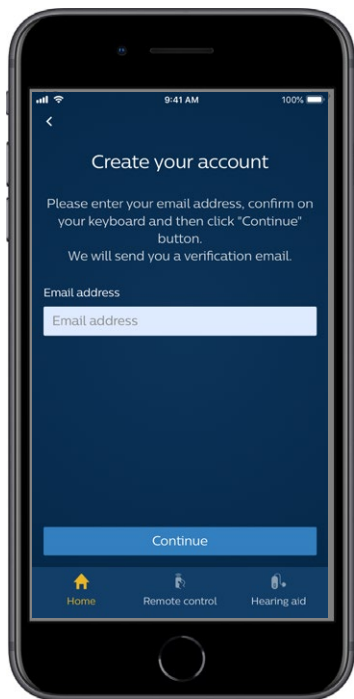 9:41 AM 100%
Create your account
Please enter your email address, confirm on
your keyboard and then click "Continue"
button.
We will send you a verification email.
Email address
Email address
Continue
Home Remote control Hearing aid